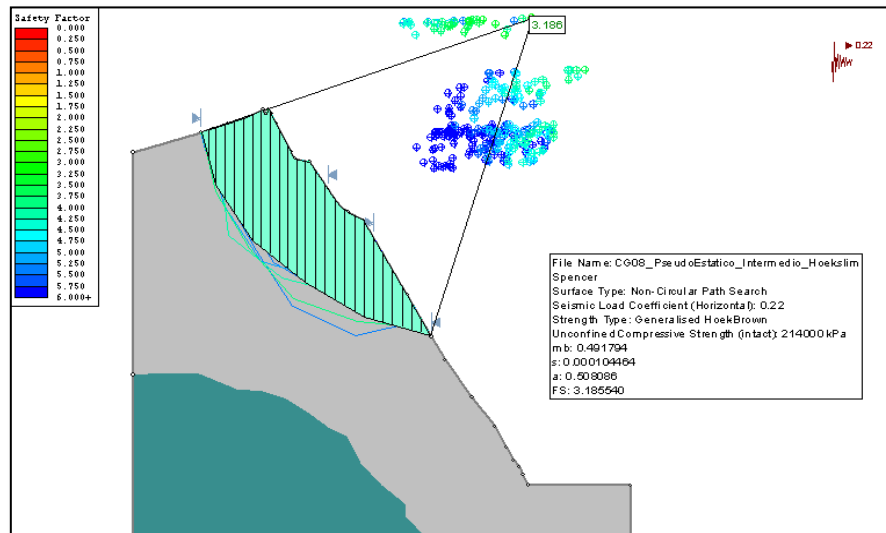 Safety Factor
0.000
0.250
0.500
0.750
1.000
1.250
1.500
1.750
2.000
2.250
2.500
2.750
3.000
3.250
3.500
3.750
4.000
4.250
4.500
4.750
5.000
5.250
5.500
5.750
6.000+
3.186
0.22
File Name: CG08_PseudoEstatico_Intermedio_Hoekslim
Spencer
Surface Type: Non-Circular Path Search
Seismic Load Coefficient (Horizontal): 0.22
Strength Type: Generalised HoekBrown
Unconfined Compressive Strength (intact): 214000 kPa
mb: 0.491794
s: 0.000104464
a: 0.508086
FS: 3.185540